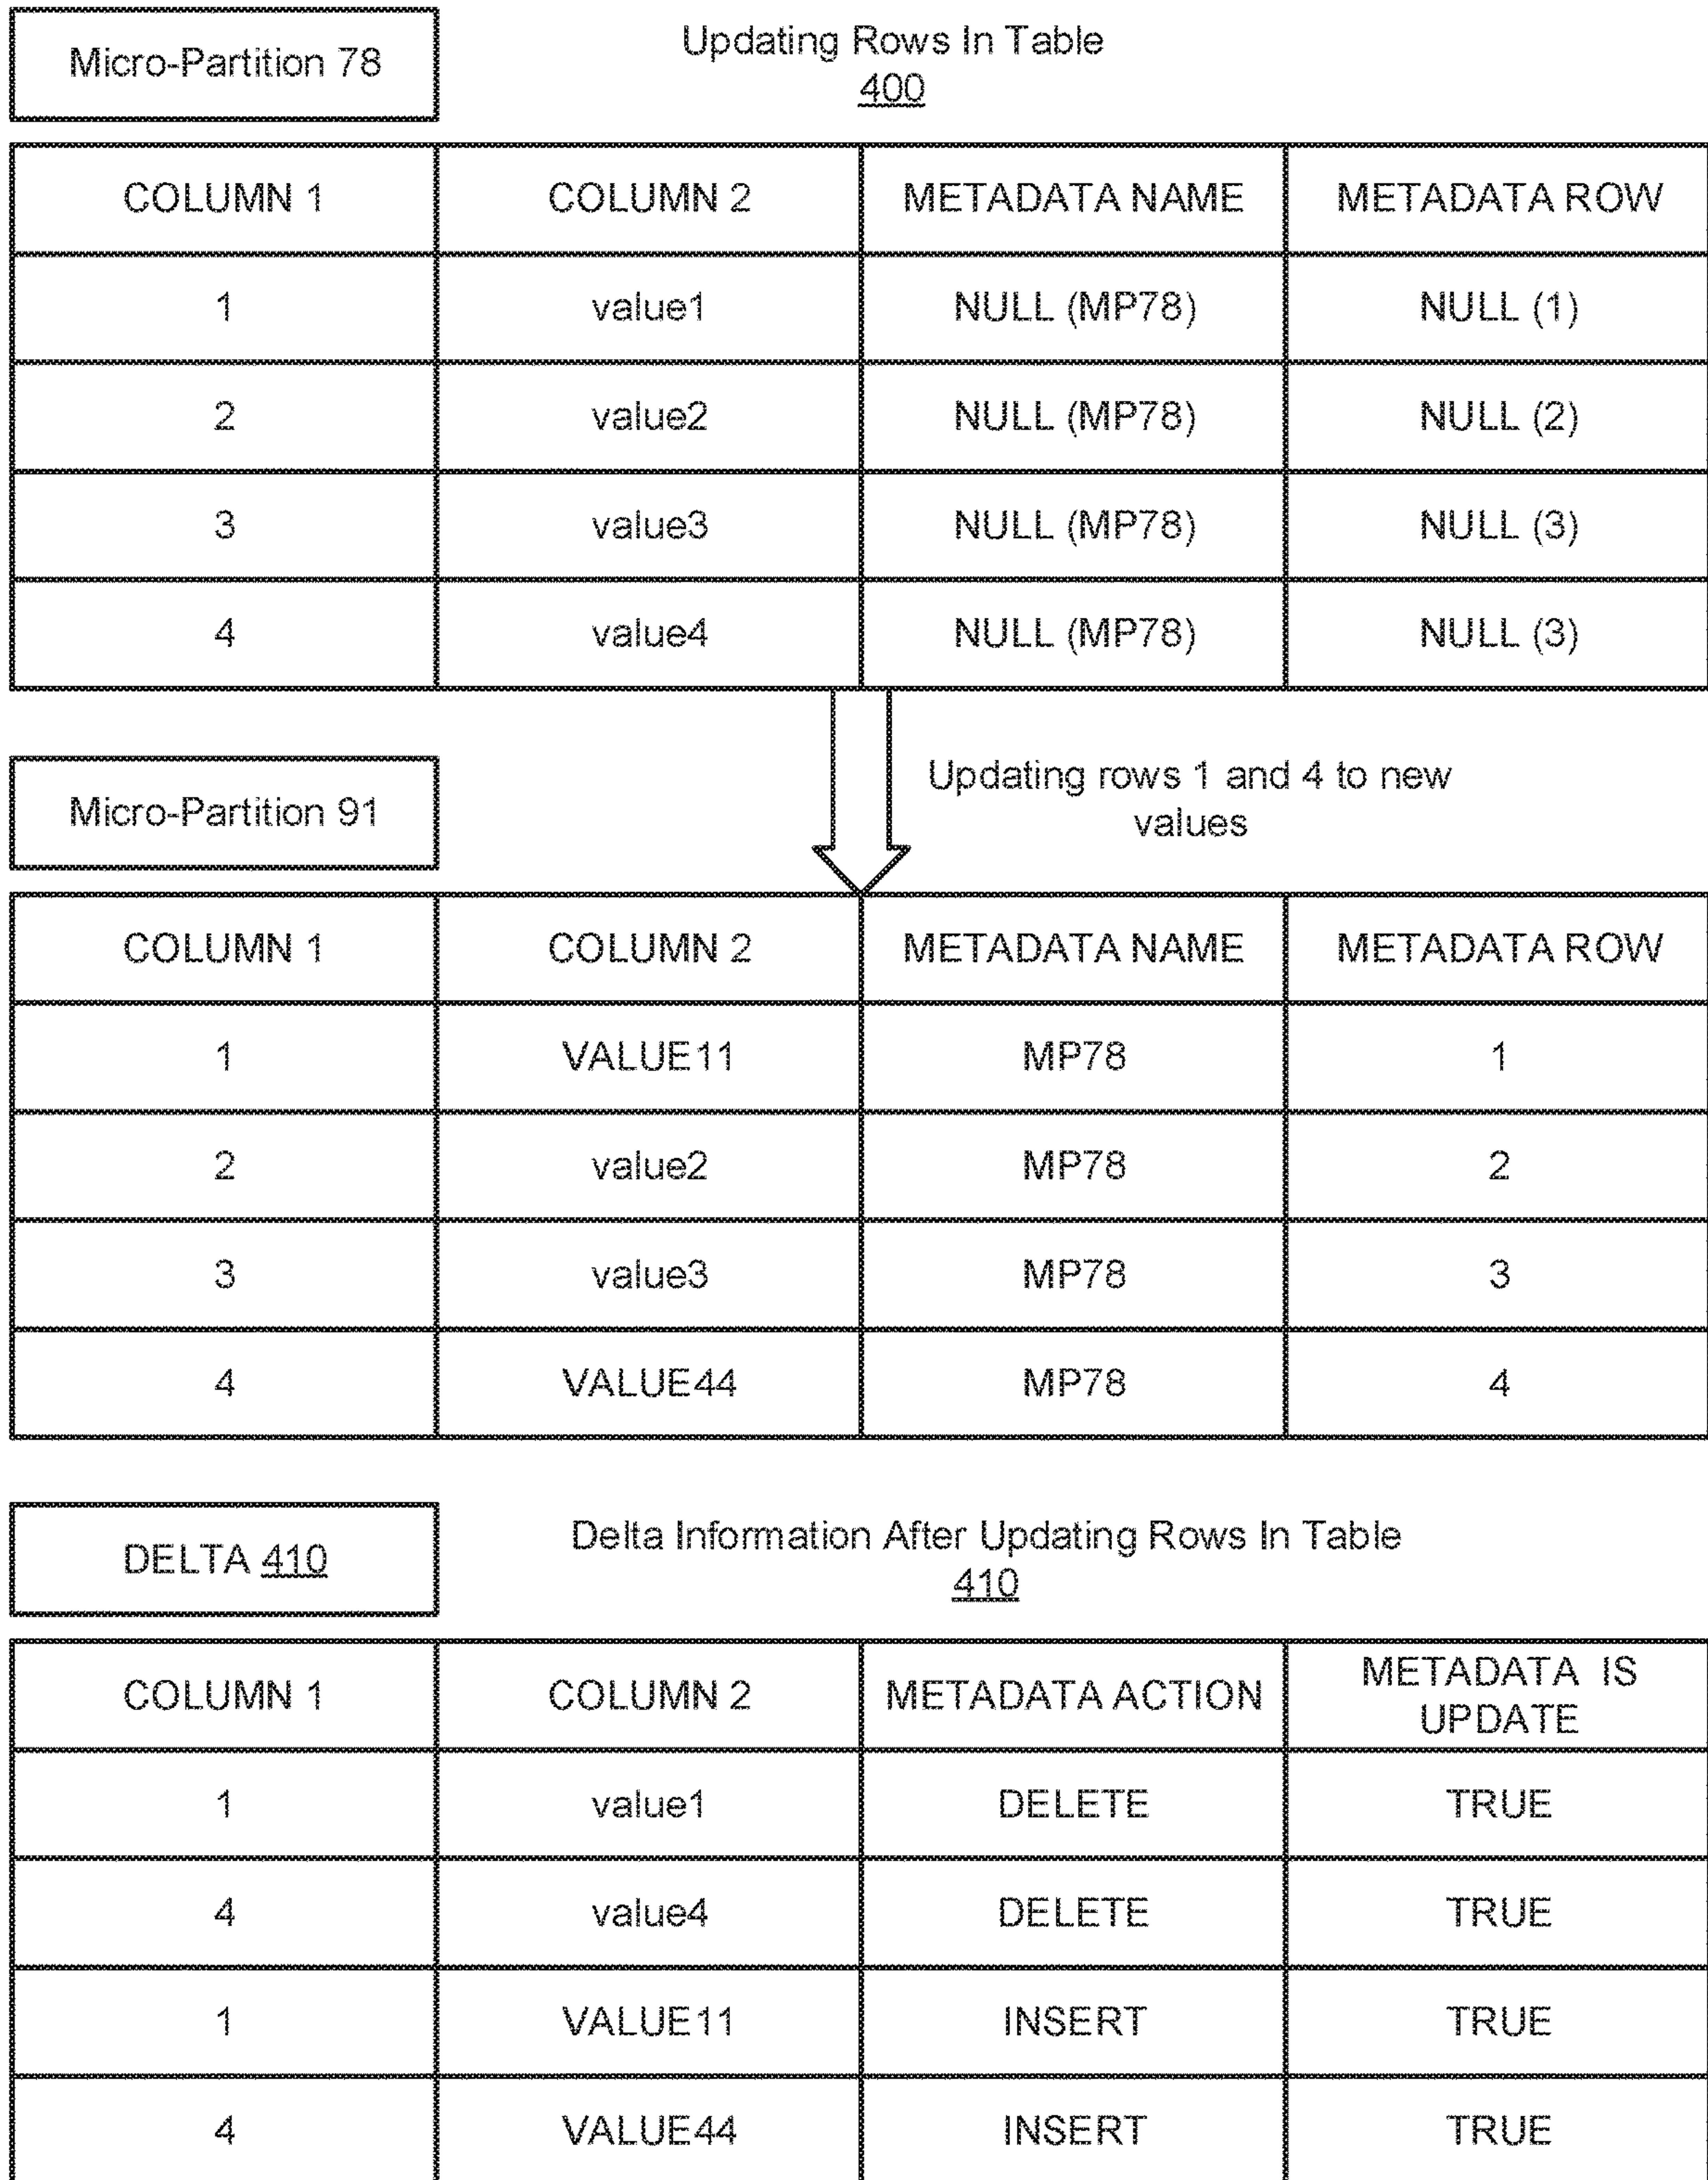 Micro-Partition 78
Updating Rows In Table
400
COLUMN 1 COLUMN 2 METADATA NAME METADATA ROW
1 value1 NULL (MP78) NULL (1)
2 value2 NULL (MP78) NULL (2)
3 value3 NULL (MP78) NULL (3)
4 value4 NULL (MP78) NULL (3)
Updating rows 1 and 4 to new
values
Micro-Partition 91
COLUMN 1 COLUMN 2 METADATA NAME METADATA ROW
1 VALUE11 MP78 1
2 value2 MP78 2
3 value3 MP78 3
4 VALUE44 MP78 4
DELTA 410
Delta Information After Updating Rows In Table
410
COLUMN 1 COLUMN 2 METADATA ACTION METADATA IS
UPDATE
1 value1 DELETE TRUE
4 value4 DELETE TRUE
1 VALUE11 INSERT TRUE
4 VALUE44 INSERT TRUE